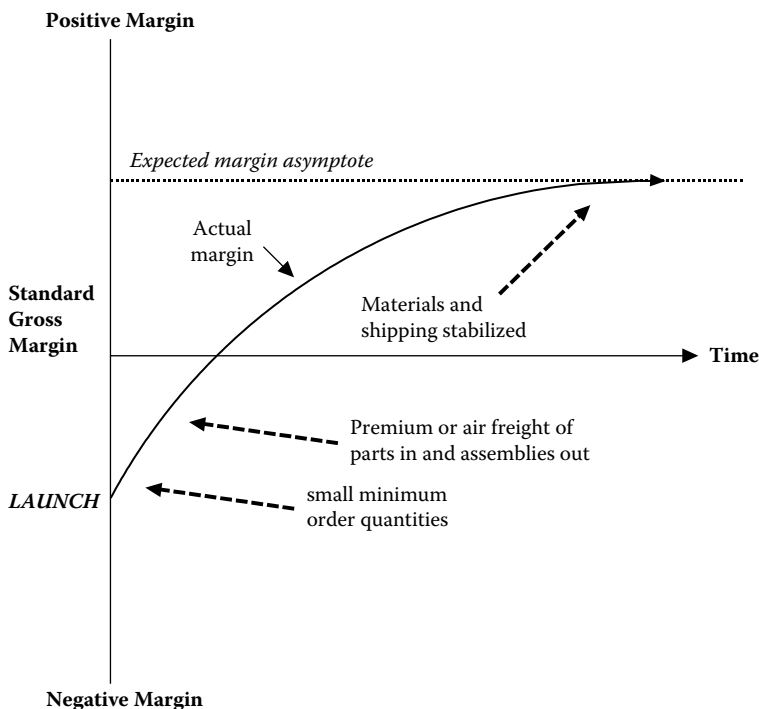 Positive Margin
Expected margin asymptote
Actual
margin
Standard
Gross
Margin
Materials and
shipping stabilized
Time
Premium or air freight of
parts in and assemblies out
LAUNCH
small minimum
order quantities
Negative Margin